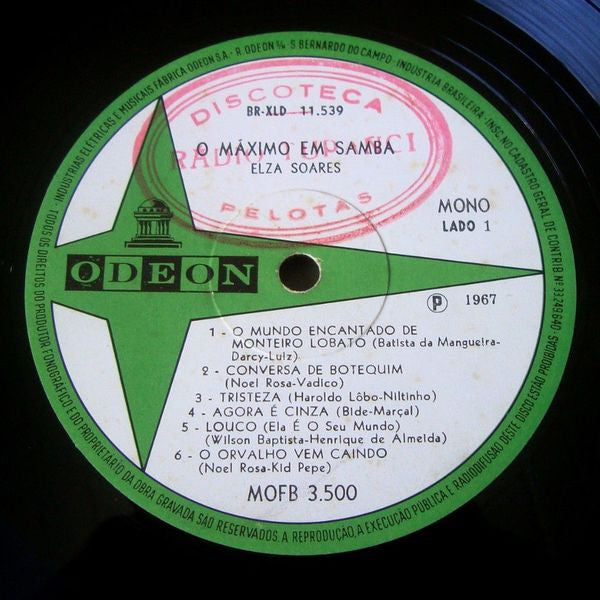 TODOS OS DIREITOS DO PRODUTOR FONOGRÁFICO E DO PROPRIETÁRIO DA OBRA GRAVADA SÃO RESERVADOS. A REPRODUÇÃO, A EXECUÇÃO PÚBLICA E RADIODIFUSÃO DESTE DISCO ESTÃO PROIBIDAS
INDUSTRIAS ELÉTRICAS E MUSICAIS FÁBRICA ODEON S.A.- R. ODEON S/N - S. BERNARDO DO CAMPO - INDÚSTRIA BRASILEIRA - INSC. NO CADASTRO GERAL DE CONTRIB. Nº 33.249.640
DISCOTECA
BR-XLD 11.539
O MÁXIMO EM SAMBA
RÁDIO
ELZA SOARES
PELOTAS
MONO
LADO 1
ODEON
P 1967
1 - O MUNDO ENCANTADO DE
MONTEIRO LOBATO (Batista da Mangueira-
Darcy-Luiz)
2 - CONVERSA DE BOTEQUIM
(Noel Rosa-Vadico)
3 - TRISTEZA (Haroldo Lôbo-Niltinho)
4 - AGORA É CINZA (Bide-Marçal)
5 - LOUCO (Ela É O Seu Mundo)
(Wilson Baptista-Henrique de Almeida)
6 - O ORVALHO VEM CAINDO
(Noel Rosa-Kid Pepe)
MOFB 3.500